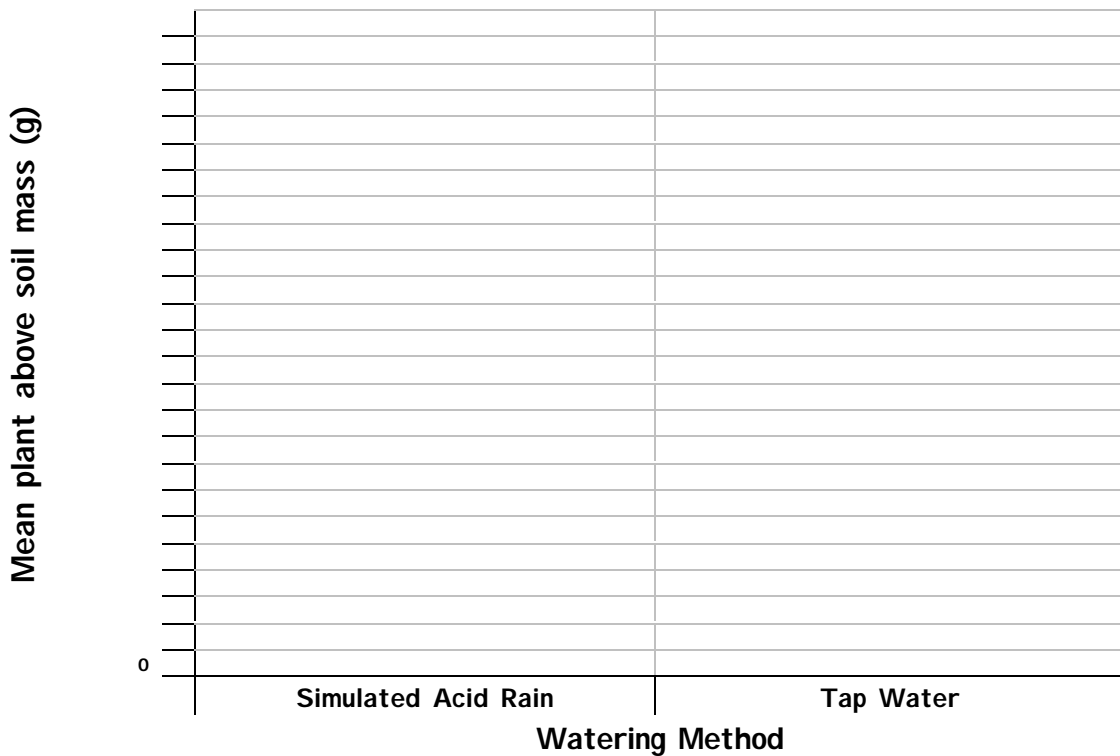 Mean plant above soil mass (g)
0
Simulated Acid Rain
Tap Water
Watering Method